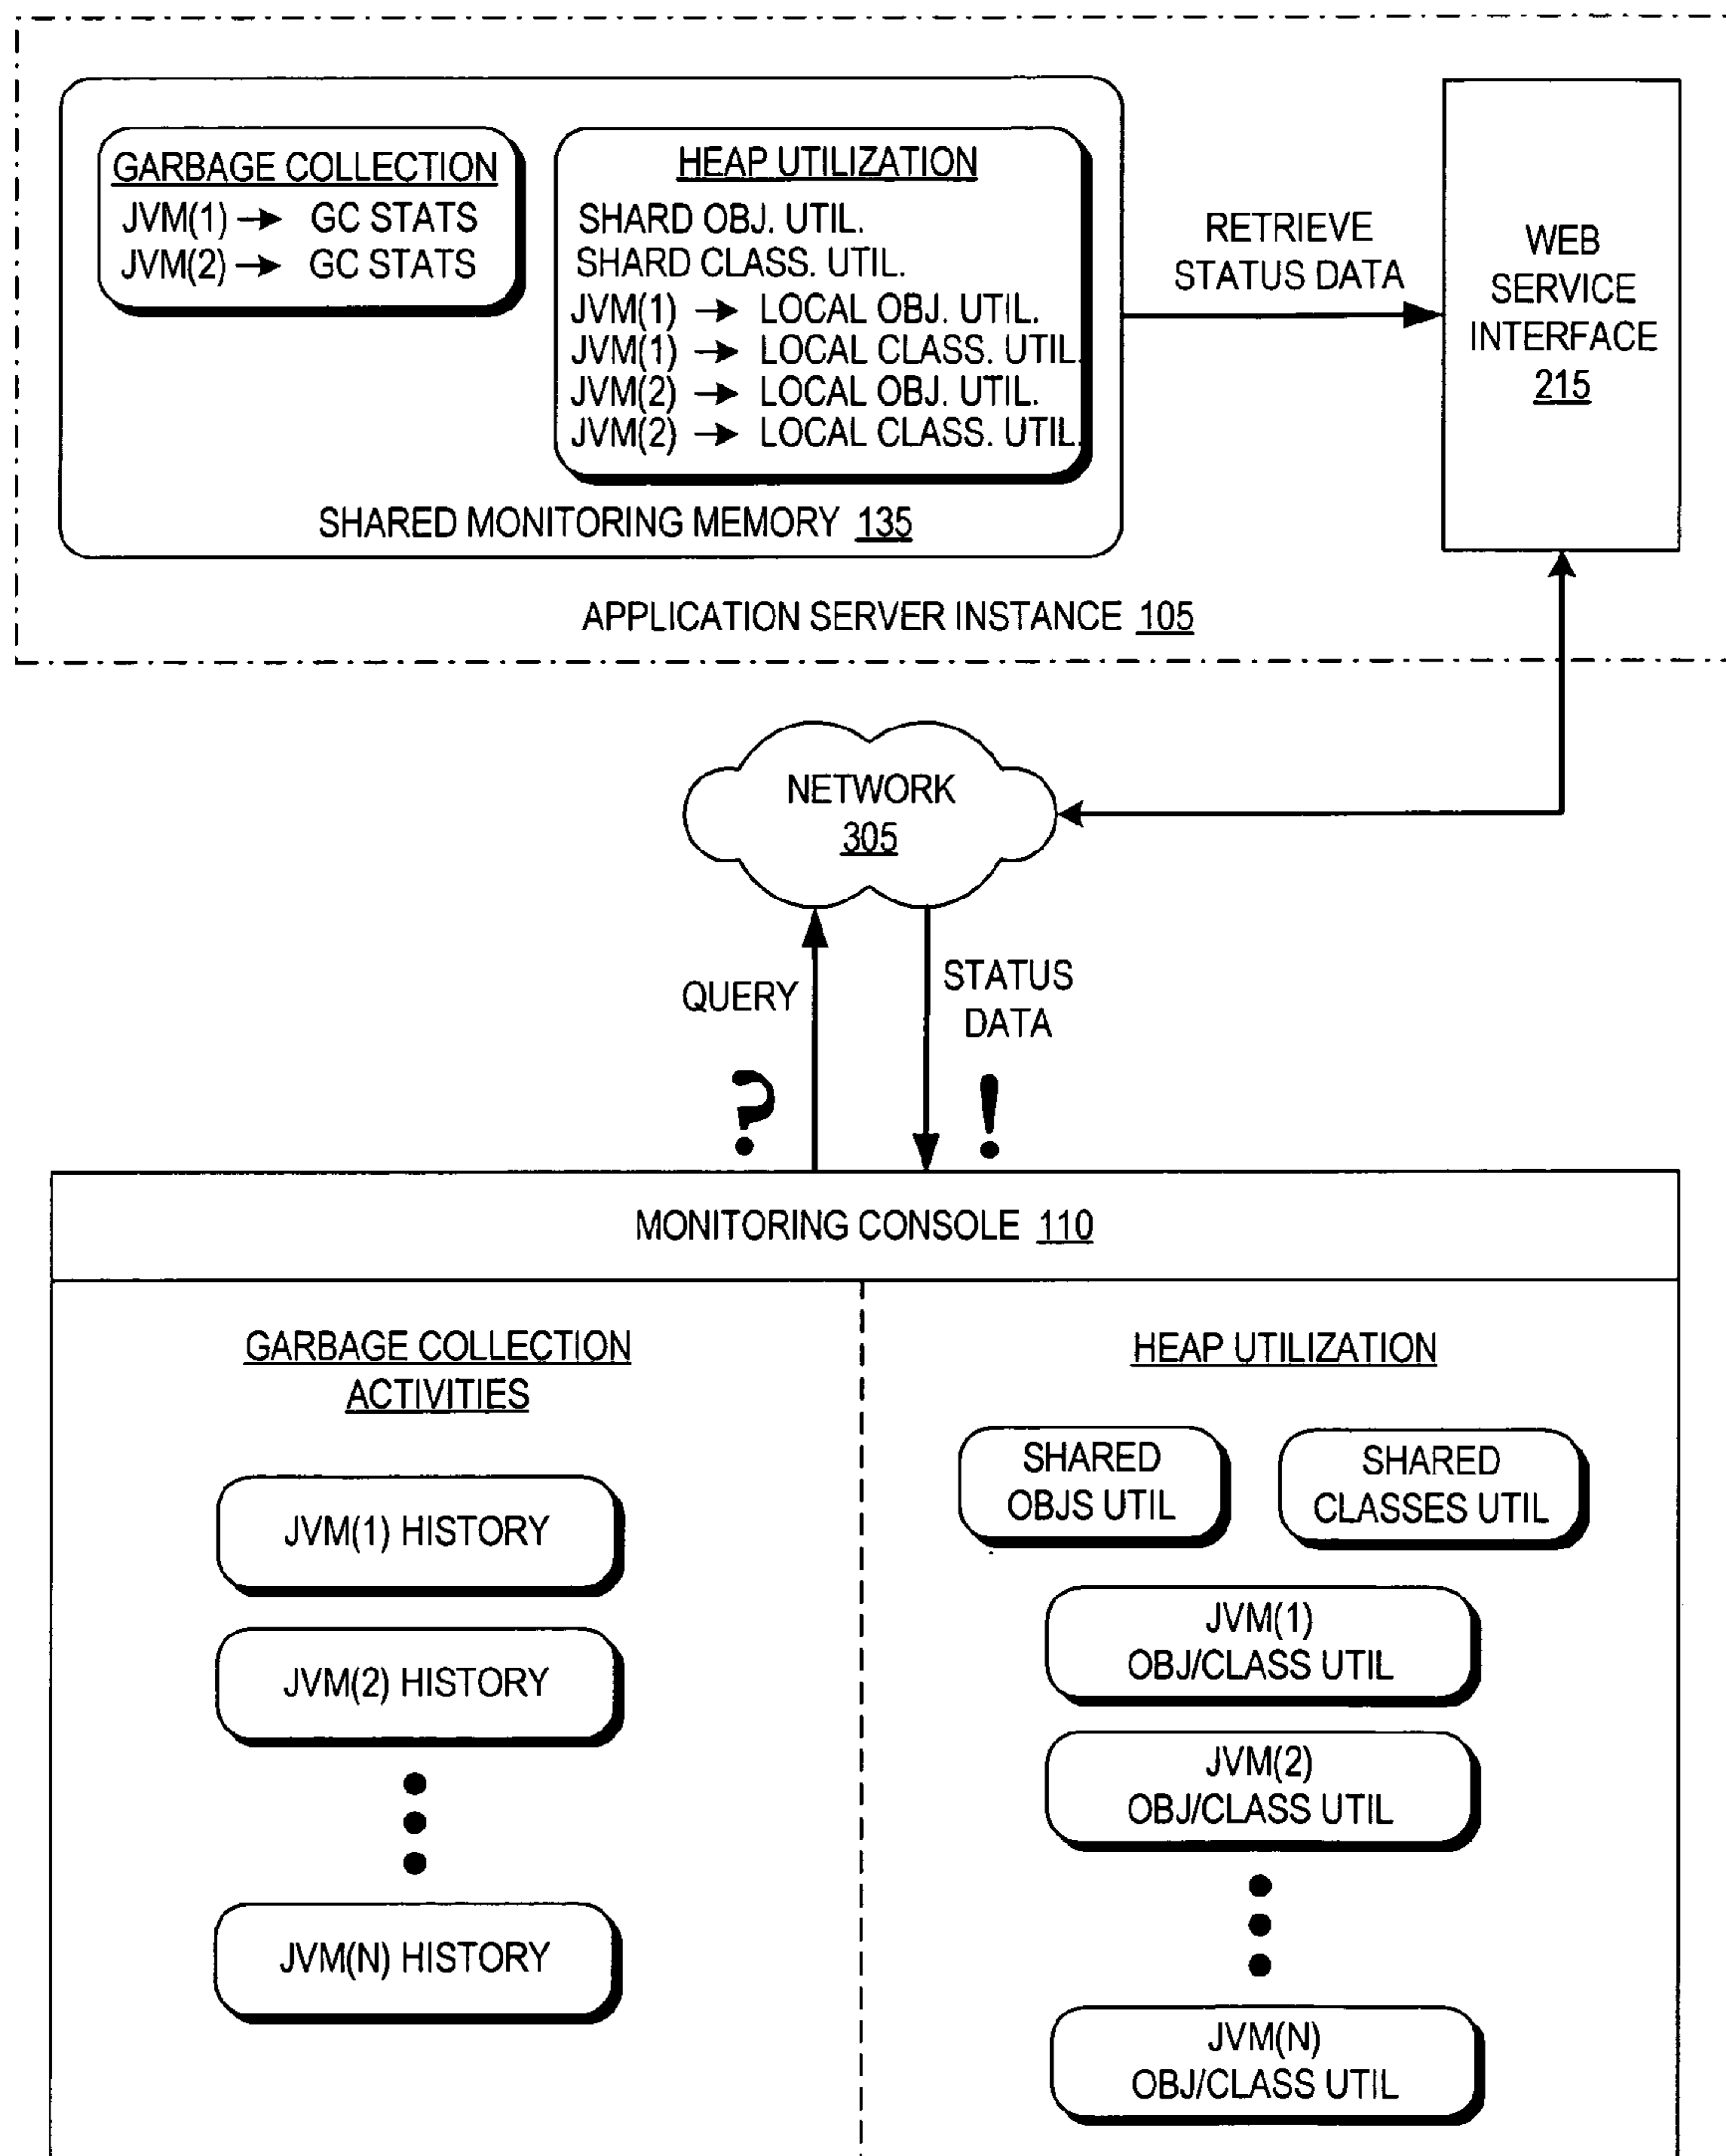 GARBAGE COLLECTION
JVM(1) → GC STATS
JVM(2) → GC STATS
HEAP UTILIZATION
SHARD OBJ. UTIL.
SHARD CLASS. UTIL.
JVM(1) → LOCAL OBJ. UTIL.
JVM(1) → LOCAL CLASS. UTIL.
JVM(2) → LOCAL OBJ. UTIL.
JVM(2) → LOCAL CLASS. UTIL.
SHARED MONITORING MEMORY 135
RETRIEVE
STATUS DATA
WEB
SERVICE
INTERFACE
215
APPLICATION SERVER INSTANCE 105
NETWORK
305
QUERY
STATUS
DATA
?
!
MONITORING CONSOLE 110
GARBAGE COLLECTION
ACTIVITIES
JVM(1) HISTORY
JVM(2) HISTORY
JVM(N) HISTORY
HEAP UTILIZATION
SHARED
OBJS UTIL
SHARED
CLASSES UTIL
JVM(1)
OBJ/CLASS UTIL
JVM(2)
OBJ/CLASS UTIL
JVM(N)
OBJ/CLASS UTIL